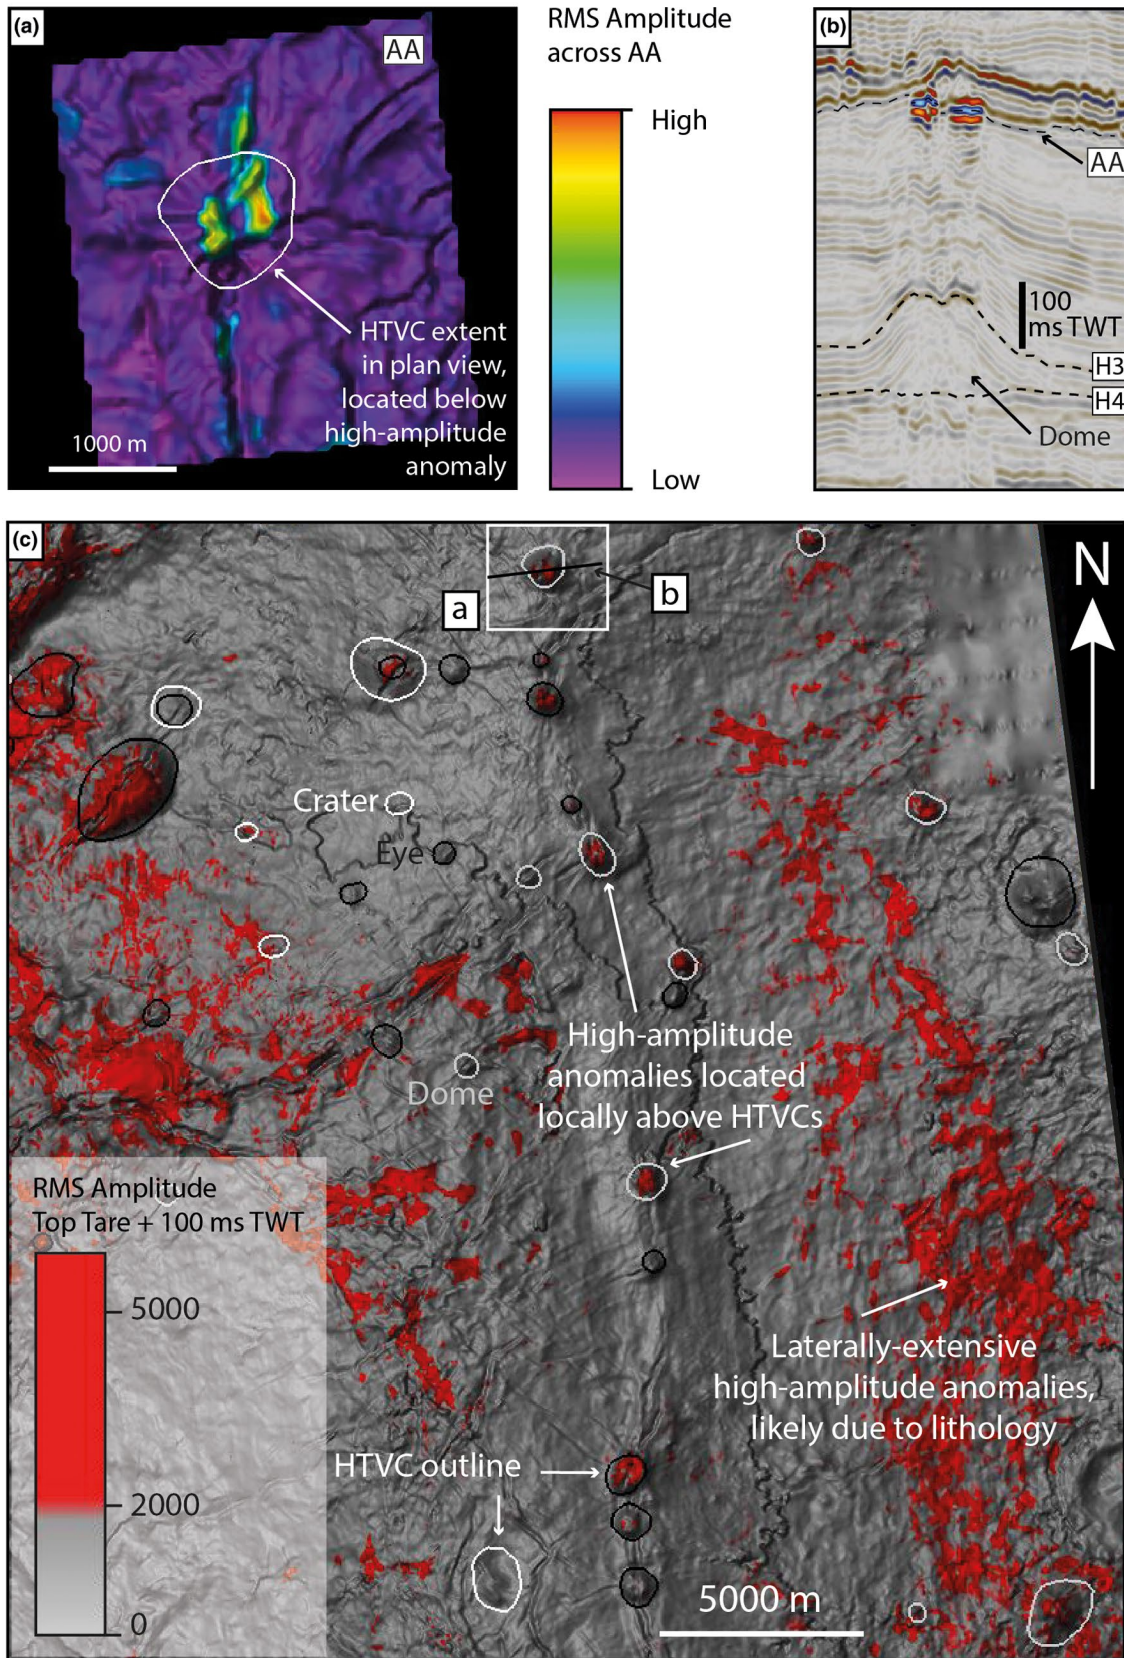 (a)
AA
HTVC extent
in plan view,
located below
high-amplitude
anomaly
1000 m
RMS Amplitude
across AA
High
Low
(b)
AA
100
ms TWT
H3
H4
Dome
(c)
a
b
N
Crater
Eye
High-amplitude
anomalies located
locally above HTVCs
Dome
RMS Amplitude
Top Tare + 100 ms TWT
5000
2000
0
Laterally-extensive
high-amplitude anomalies,
likely due to lithology
HTVC outline
5000 m